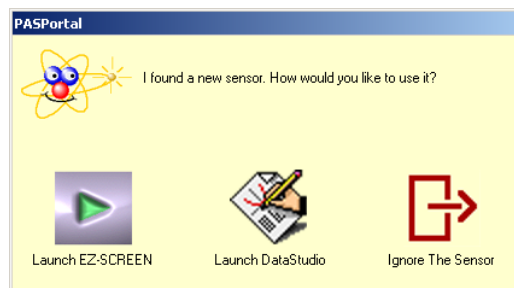 PASPortal
I found a new sensor. How would you like to use it?
Launch EZ-SCREEN
Launch DataStudio
Ignore The Sensor